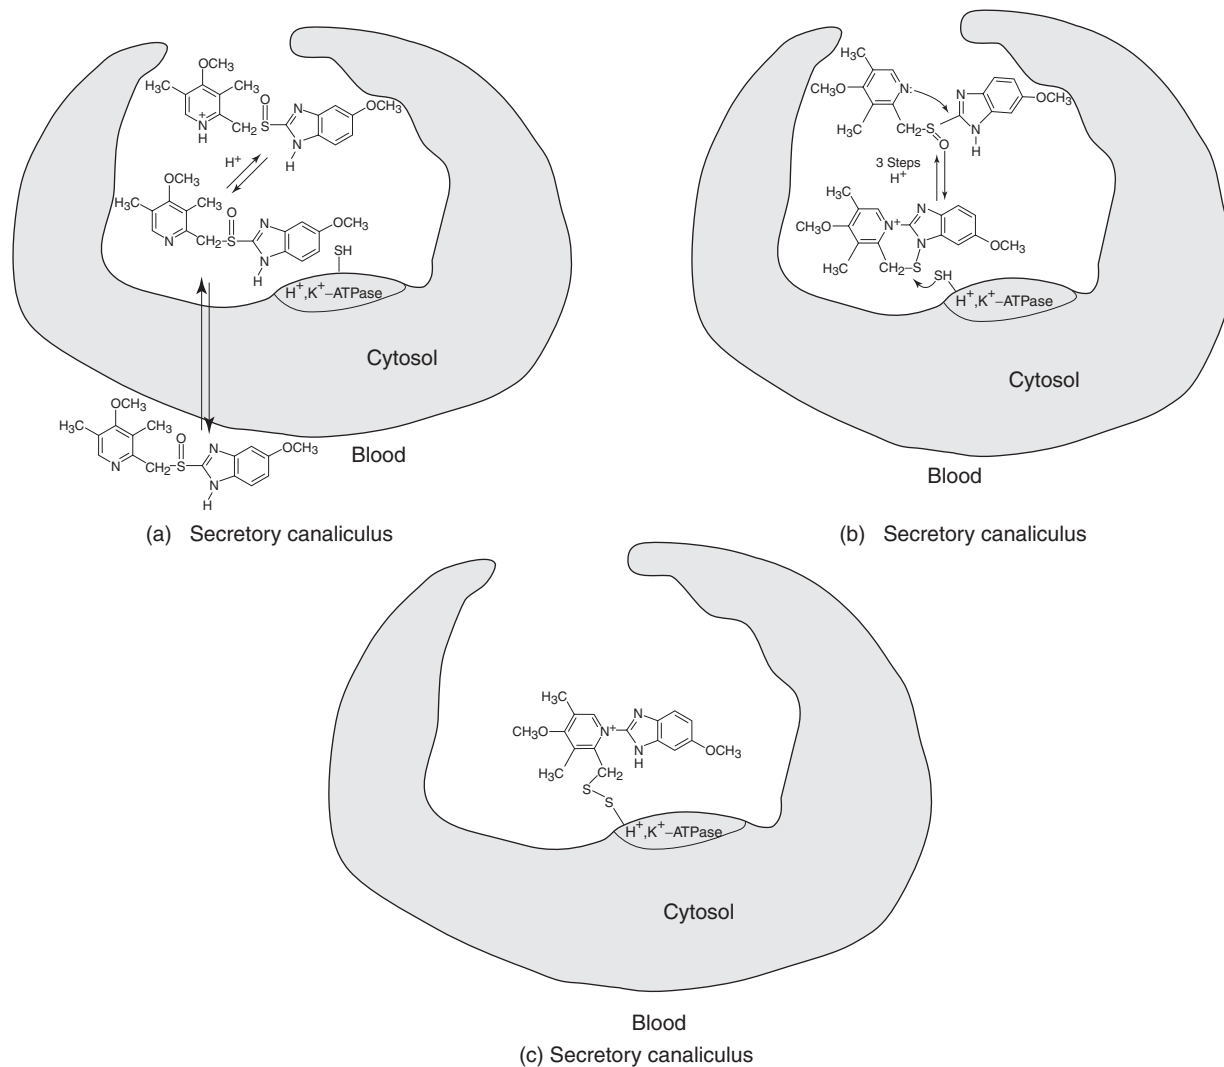 OCH3
H3C
CH3
O
OCH3
N
+
N
H
CH2
S
N
H
H+
OCH3
H3C
CH3
O
N
OCH3
N
CH2
S
N
H
SH
H+,K+–ATPase
Cytosol
OCH3
H3C
CH3
O
N
OCH3
N
CH2
S
N
H
Blood
(a) Secretory canaliculus
H3C
CH3O
N:
N
OCH3
H3C
CH2
S
O
N
H
3 Steps
H+
H3C
N
CH3O
N+
OCH3
N
H3C
CH2
S
SH
H+,K+–ATPase
Cytosol
Blood
(b) Secretory canaliculus
H3C
N
CH3O
N+
OCH3
N
H
H3C
CH2
S
S
H+,K+–ATPase
Cytosol
Blood
(c) Secretory canaliculus